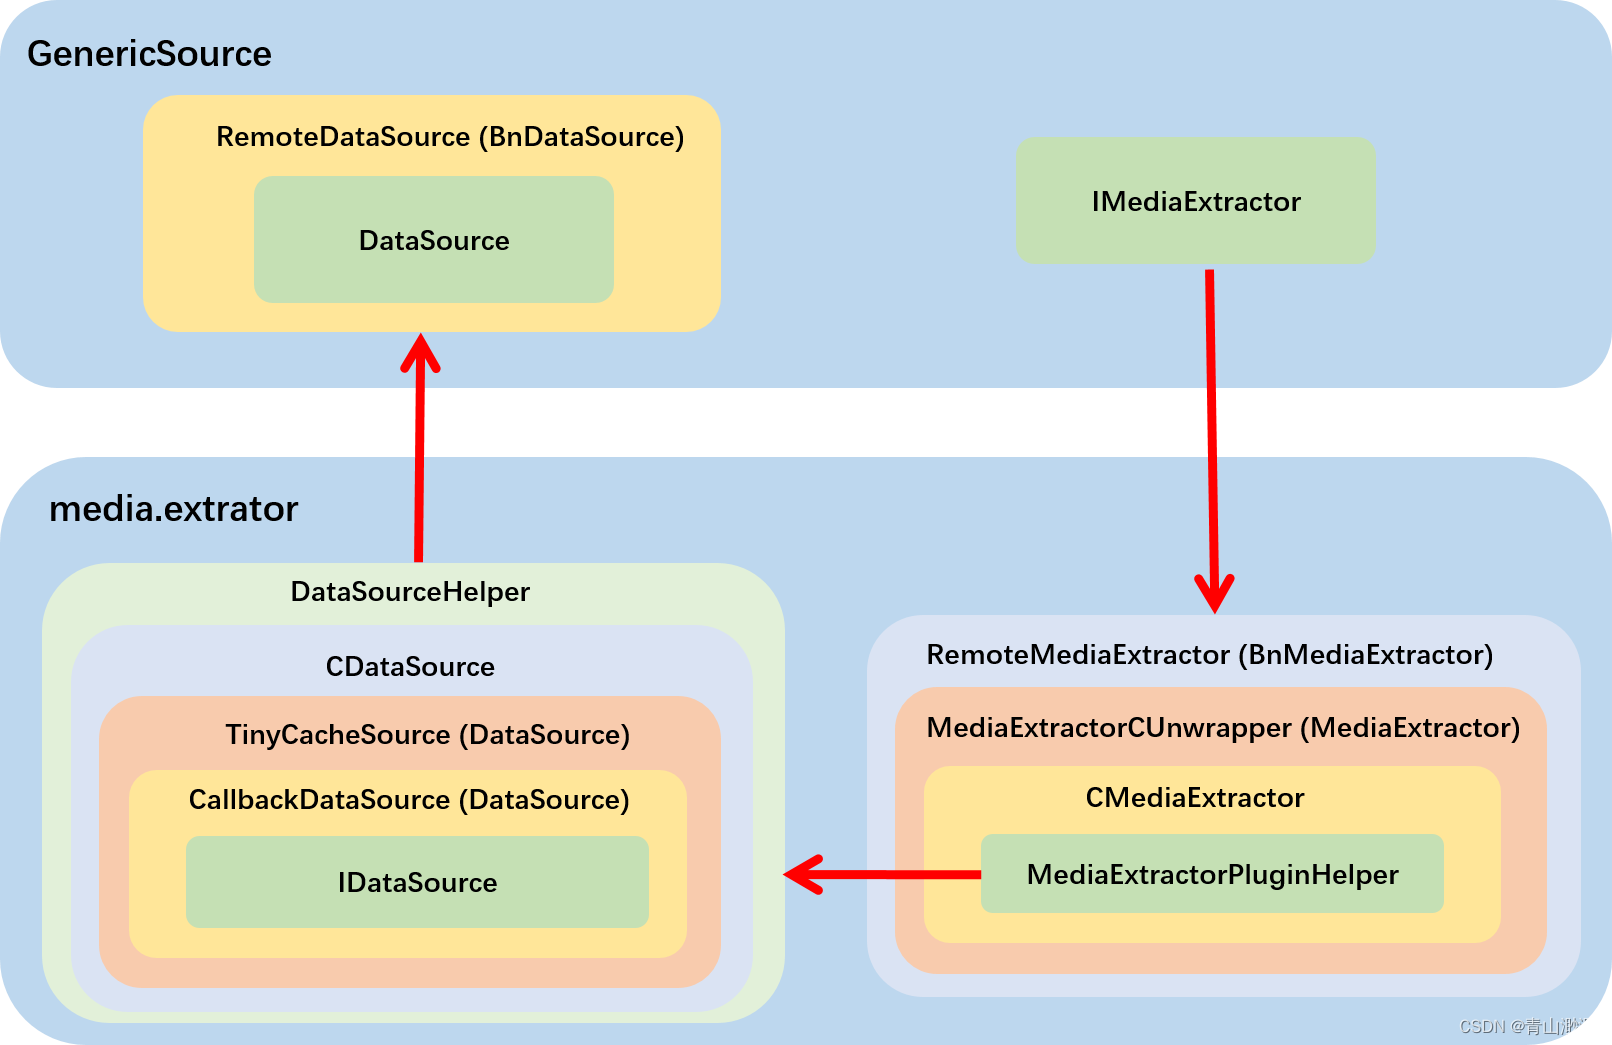 GenericSource
RemoteDataSource (BnDataSource)
DataSource
IMediaExtractor
media.extrator
DataSourceHelper
CDataSource
TinyCacheSource (DataSource)
CallbackDataSource (DataSource)
IDataSource
RemoteMediaExtractor (BnMediaExtractor)
MediaExtractorCUnwrapper (MediaExtractor)
CMediaExtractor
MediaExtractorPluginHelper
CSDN @青山